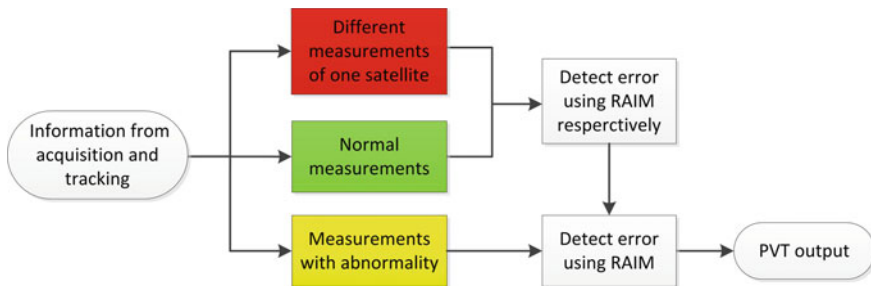 Different
measurements
of one satellite
Detect error
using RAIM
resperctively
Information from
acquisition and
tracking
Normal
measurements
Measurements
with abnormality
Detect error
using RAIM
PVT output